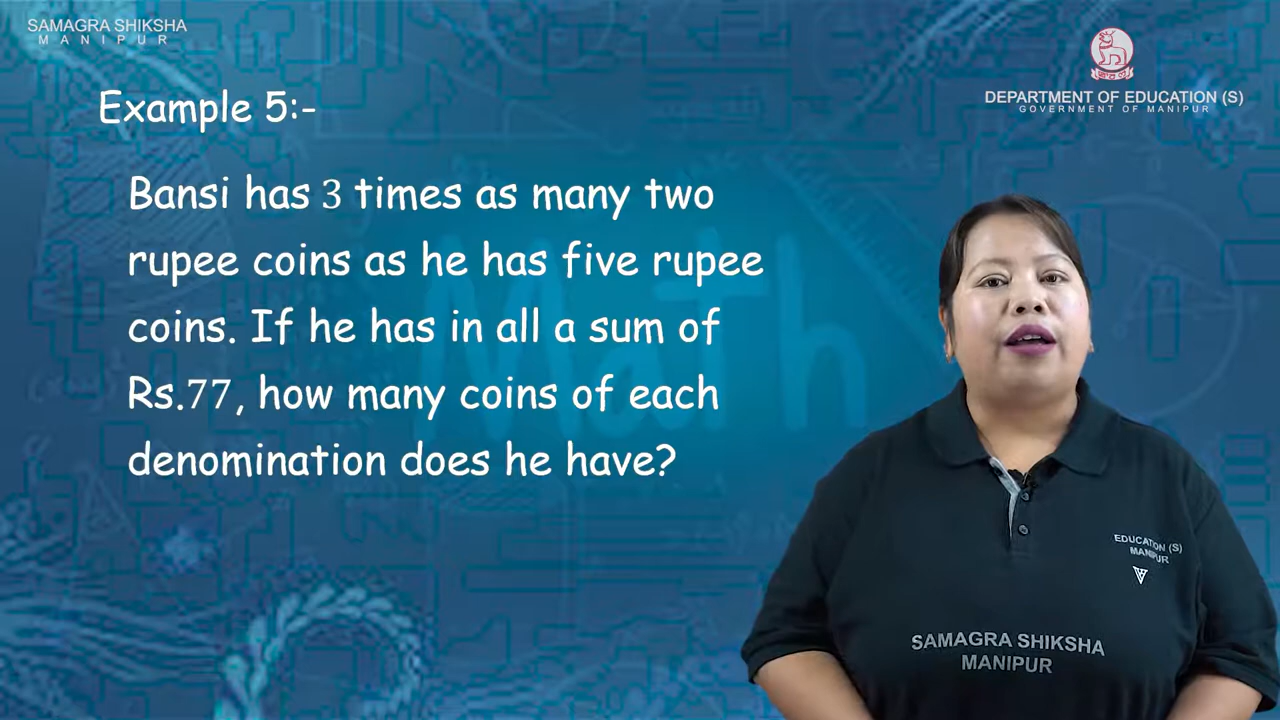 SAMAGRA SHIKSHA
MANIPUR
DEPARTMENT OF EDUCATION (S)
GOVERNMENT OF MANIPUR
Example 5:-
Bansi has 3 times as many two
rupee coins as he has five rupee
coins. If he has in all a sum of
Rs.77, how many coins of each
denomination does he have?
Math
EDUCATION (S)
MANIPUR
SAMAGRA SHIKSHA
MANIPUR